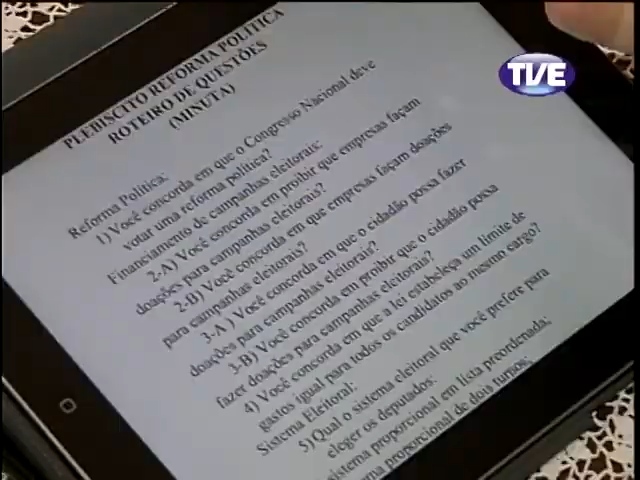 TVE
PLEBISCITO REFORMA POLÍTICA
ROTEIRO DE QUESTÕES
(MINUTA)
Reforma Política:
1) Você concorda em que o Congresso Nacional deve
votar uma reforma política?
Financiamento de campanhas eleitorais:
2-A) Você concorda em proibir que empresas façam
doações para campanhas eleitorais?
2-B) Você concorda em que empresas façam doações
para campanhas eleitorais?
3-A ) Você concorda em que o cidadão possa fazer
doações para campanhas eleitorais?
3-B) Você concorda em proibir que o cidadão possa
fazer doações para campanhas eleitorais?
4) Você concorda em que a lei estabeleça um limite de
gastos igual para todos os candidatos ao mesmo sargo?
Sistema Eleitoral:
5) Qual o sistema eleitoral que você prefere para
eleger os deputados:
sistema proporcional em lista preordenada;
proporcional de dois turnos;